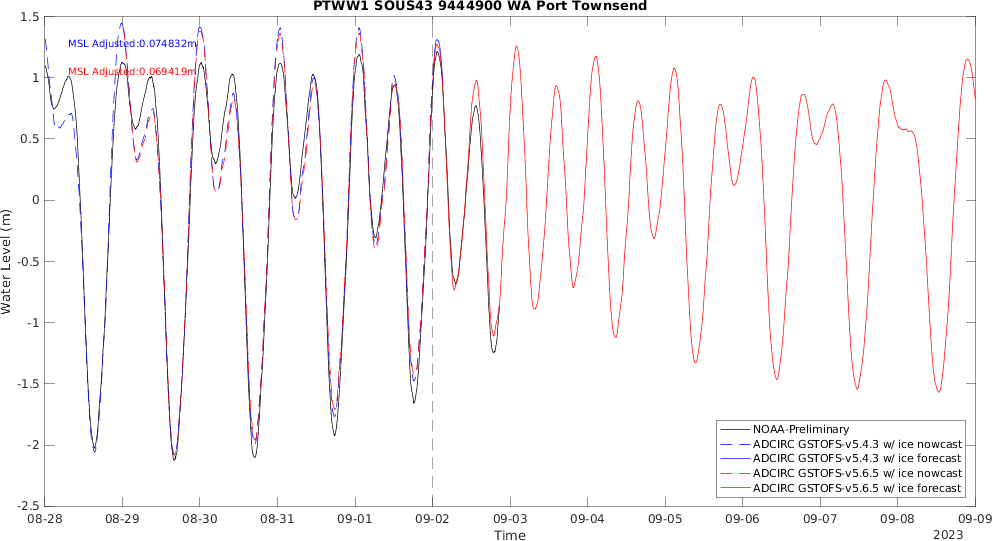 PTWW1 SOUS43 9444900 WA Port Townsend
MSL Adjusted:0.074832m
MSL Adjusted:0.069419m
Water Level (m)
1.5
1
0.5
0
-0.5
-1
-1.5
-2
-2.5
NOAA-Preliminary
ADCIRC GSTOFS-v5.4.3 w/ ice nowcast
ADCIRC GSTOFS-v5.4.3 w/ ice forecast
ADCIRC GSTOFS-v5.6.5 w/ ice nowcast
ADCIRC GSTOFS-v5.6.5 w/ ice forecast
08-28 08-29 08-30 08-31 09-01 09-02 09-03 09-04 09-05 09-06 09-07 09-08 09-09
Time
2023